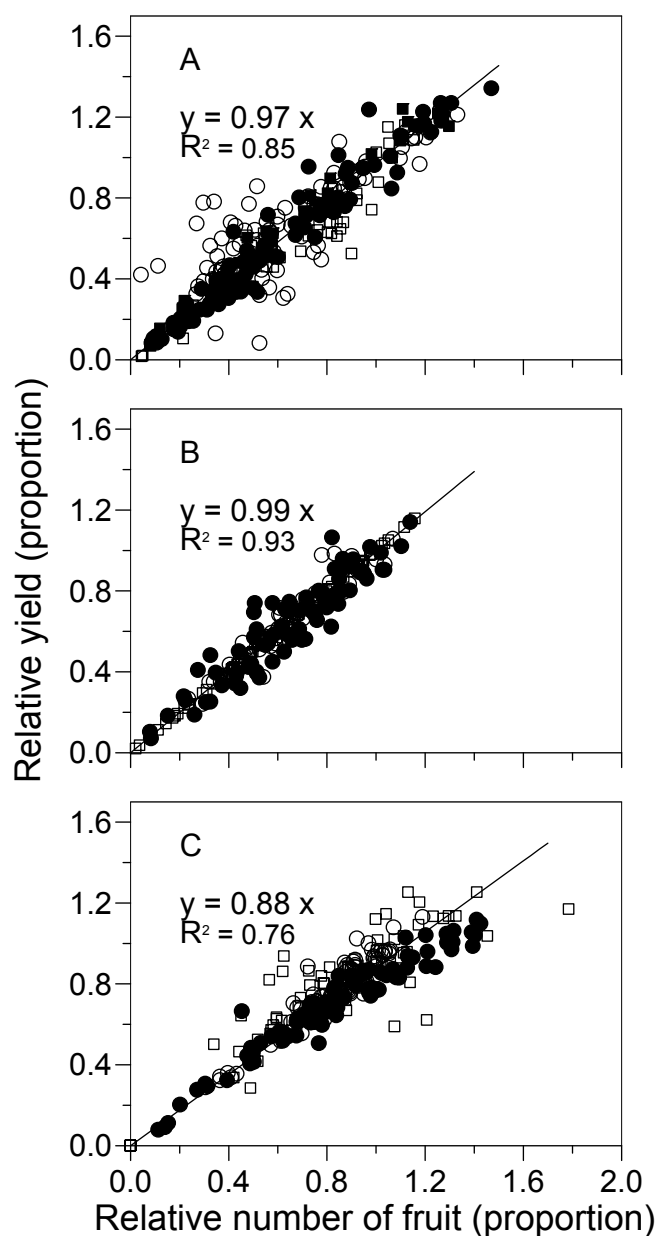 1.6
A
y = 0.97 x
R² = 0.85
1.2
0.8
0.4
0.0
1.6
B
y = 0.99 x
R² = 0.93
1.2
0.8
0.4
0.0
1.6
C
y = 0.88 x
R² = 0.76
1.2
0.8
0.4
0.0
Relative yield (proportion)
0.0 0.4 0.8 1.2 1.6 2.0
Relative number of fruit (proportion)